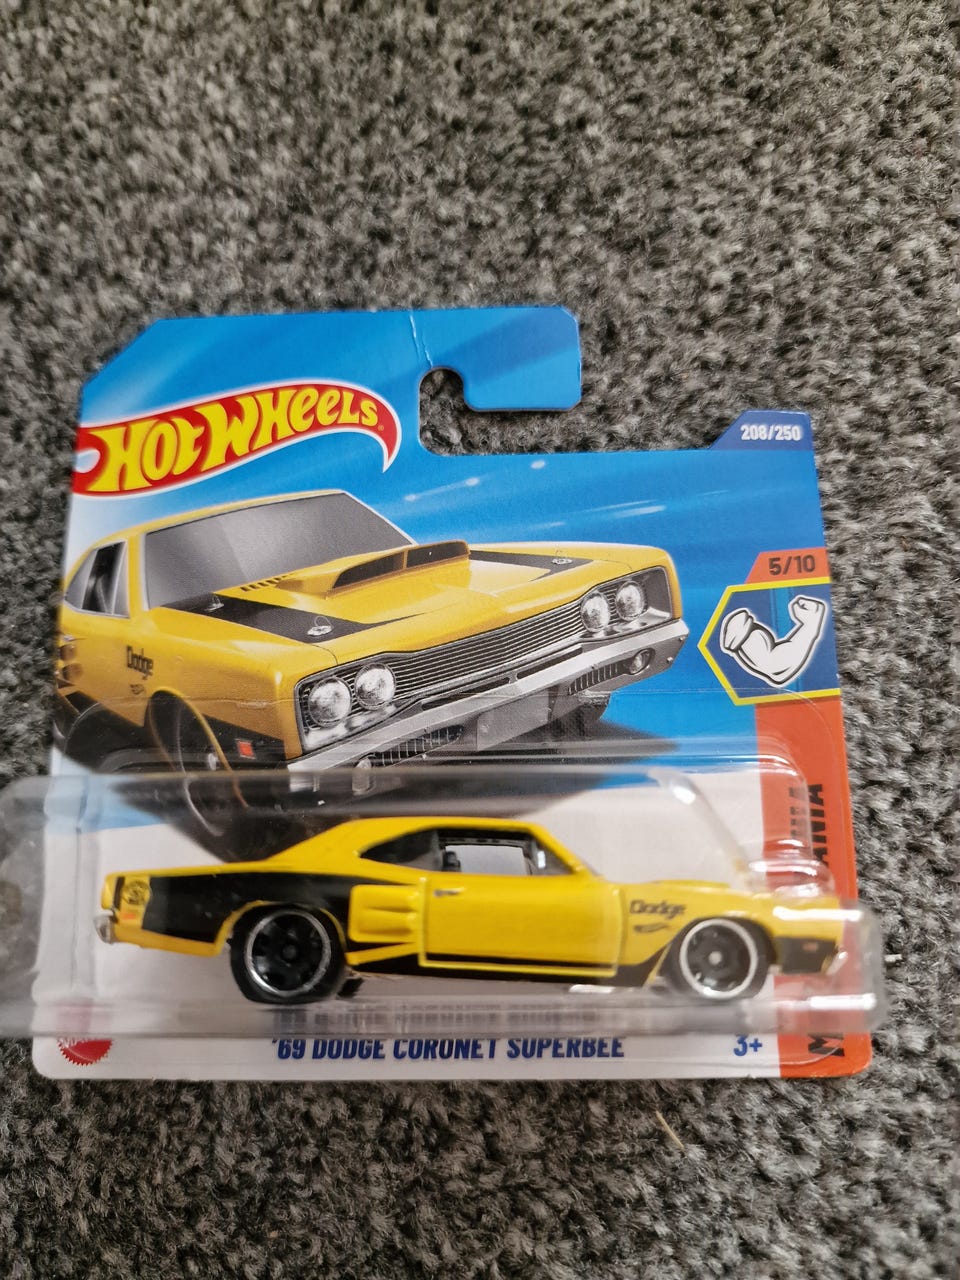 HOT WHEELS
208/250
5/10
Dodge
Dodge
'69 DODGE CORONET SUPERBEE
3+